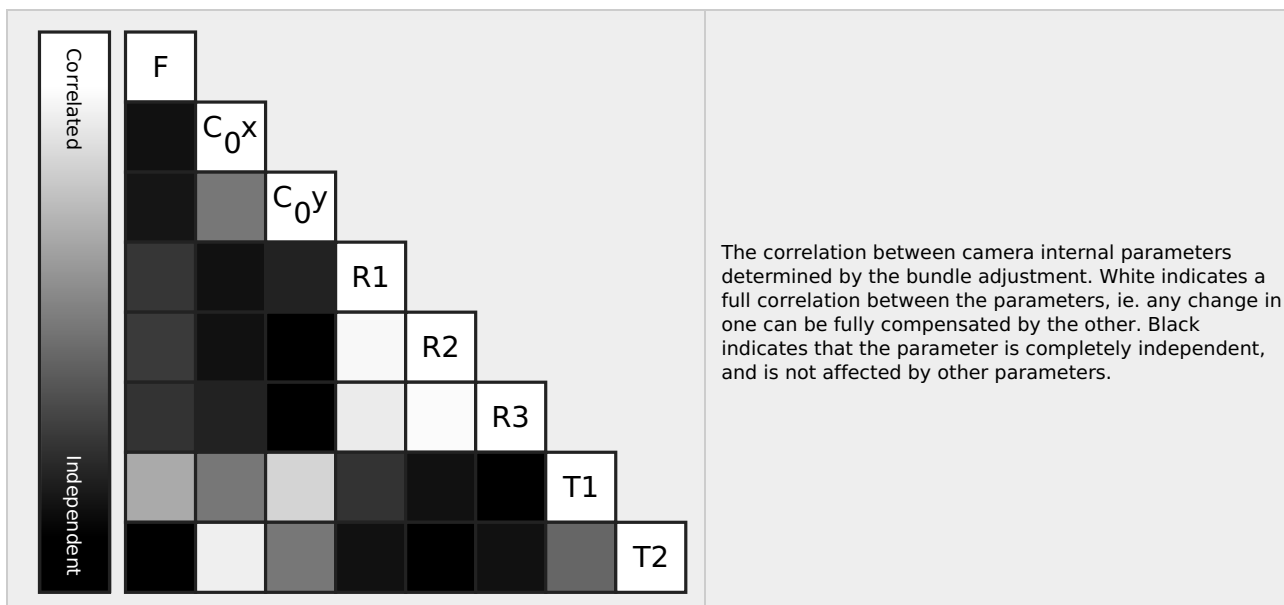 Correlated
Independent
F
C0x
C0y
R1
R2
R3
T1
T2
The correlation between camera internal parameters
determined by the bundle adjustment. White indicates a
full correlation between the parameters, ie. any change in
one can be fully compensated by the other. Black
indicates that the parameter is completely independent,
and is not affected by other parameters.